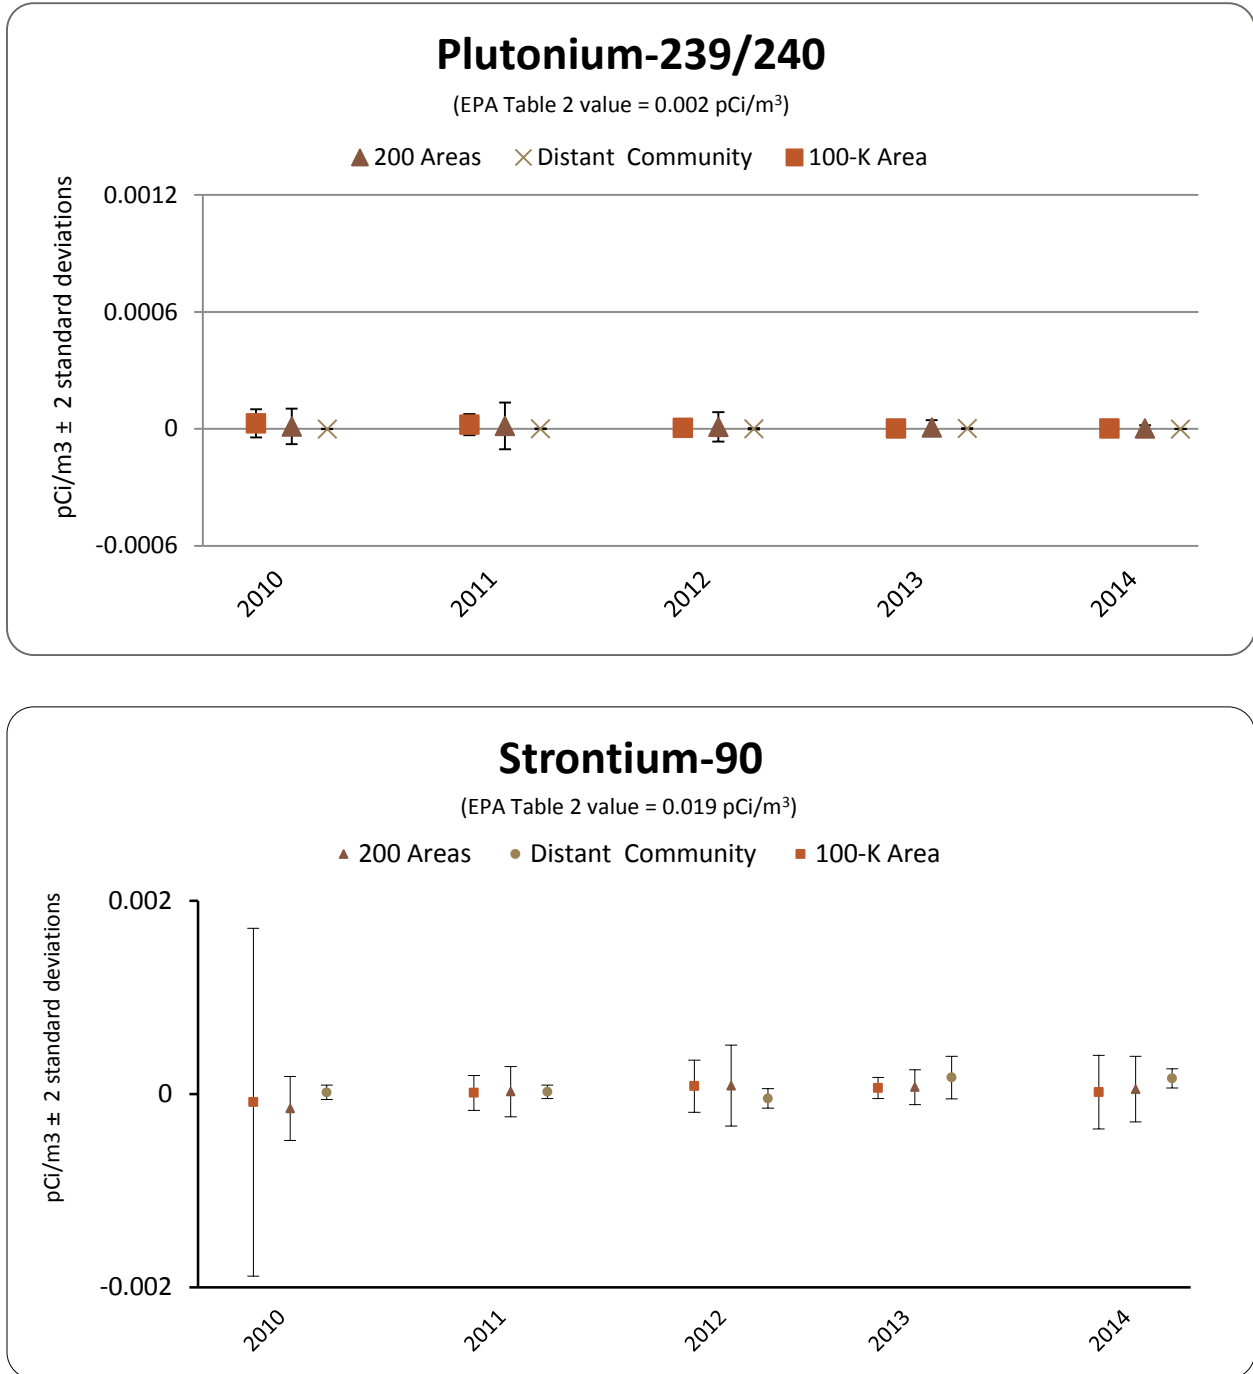 Plutonium-239/240
(EPA Table 2 value = 0.002 pCi/m³)
200 Areas Distant Community 100-K Area
pCi/m3 ± 2 standard deviations
0.0012
0.0006
0
-0.0006
2010 2011 2012 2013 2014
Strontium-90
(EPA Table 2 value = 0.019 pCi/m³)
200 Areas Distant Community 100-K Area
pCi/m3 ± 2 standard deviations
0.002
0
-0.002
2010 2011 2012 2013 2014